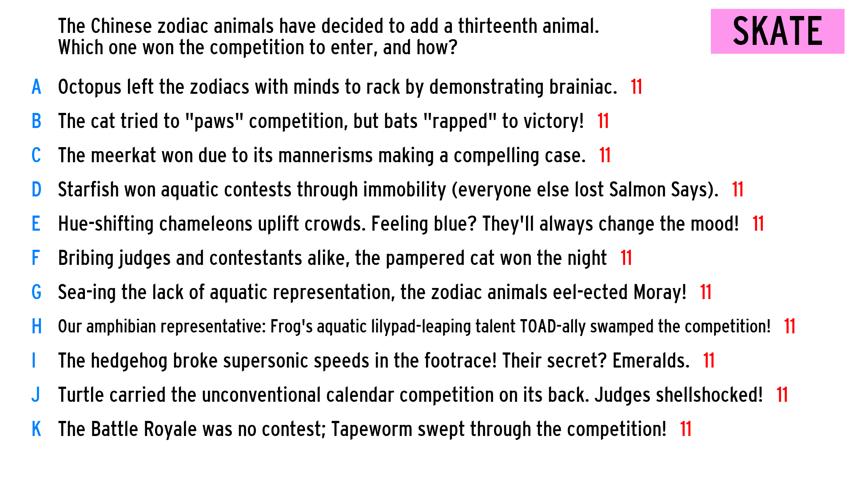 The Chinese zodiac animals have decided to add a thirteenth animal.
Which one won the competition to enter, and how?
SKATE
A Octopus left the zodiacs with minds to rack by demonstrating brainiac. 11
B The cat tried to "paws" competition, but bats "rapped" to victory! 11
C The meerkat won due to its mannerisms making a compelling case. 11
D Starfish won aquatic contests through immobility (everyone else lost Salmon Says). 11
E Hue-shifting chameleons uplift crowds. Feeling blue? They'll always change the mood! 11
F Bribing judges and contestants alike, the pampered cat won the night 11
G Sea-ing the lack of aquatic representation, the zodiac animals eel-ected Moray! 11
H Our amphibian representative: Frog's aquatic lilypad-leaping talent TOAD-ally swamped the competition! 11
I The hedgehog broke supersonic speeds in the footrace! Their secret? Emeralds. 11
J Turtle carried the unconventional calendar competition on its back. Judges shellshocked! 11
K The Battle Royale was no contest; Tapeworm swept through the competition! 11